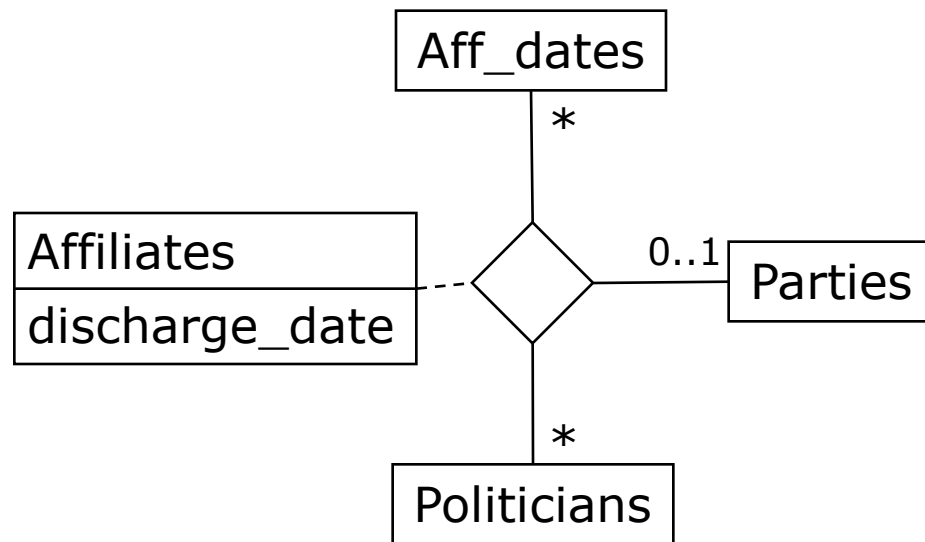 Aff_dates
*
Affiliates
discharge_date
0..1
Parties
*
Politicians